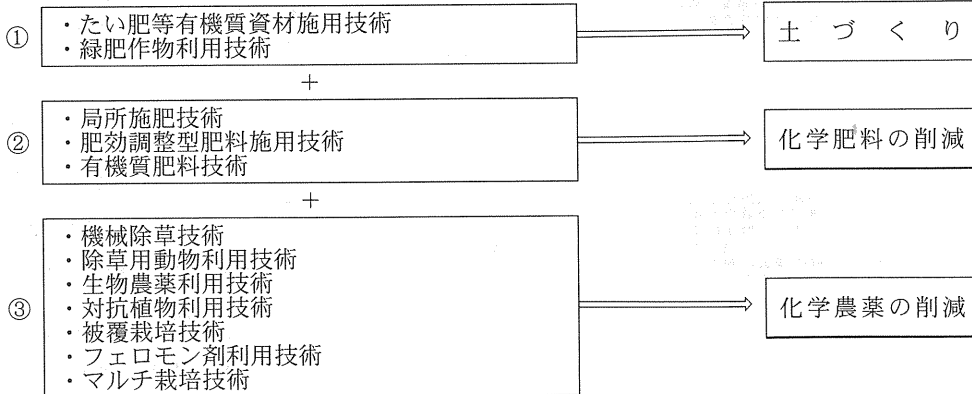 ①
・たい肥等有機質資材施用技術
・緑肥作物利用技術
土づくり
+
②
・局所施肥技術
・肥効調整型肥料施用技術
・有機質肥料技術
化学肥料の削減
+
③
・機械除草技術
・除草用動物利用技術
・生物農薬利用技術
・対抗植物利用技術
・被覆栽培技術
・フェロモン剤利用技術
・マルチ栽培技術
化学農薬の削減